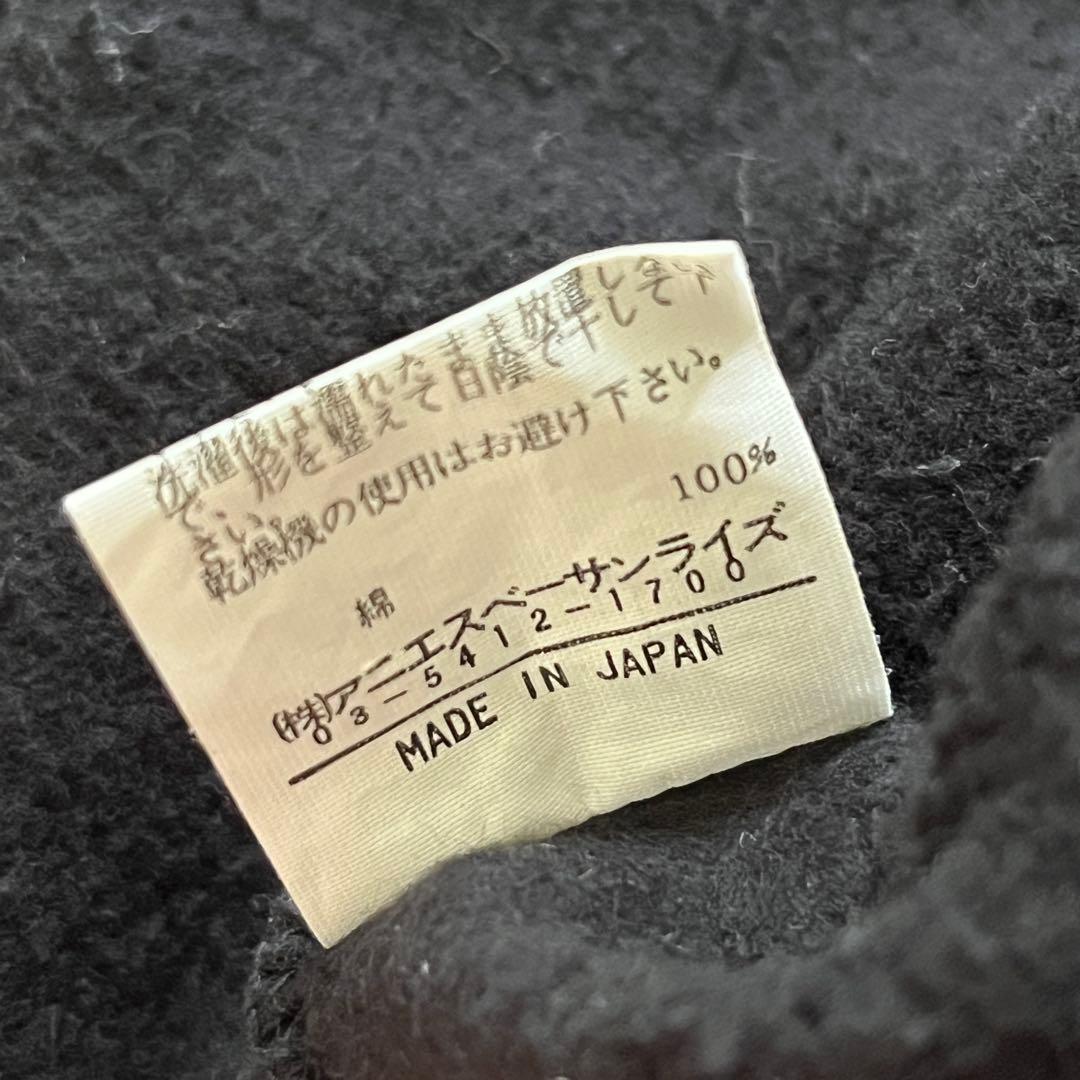 洗濯後は濡れたまま放置しないで、形を整えて日陰で干して下さい。
乾燥機の使用はお避け下さい。
綿 100%
(株)アニエスベーサンライズ
03-5412-1700
MADE IN JAPAN